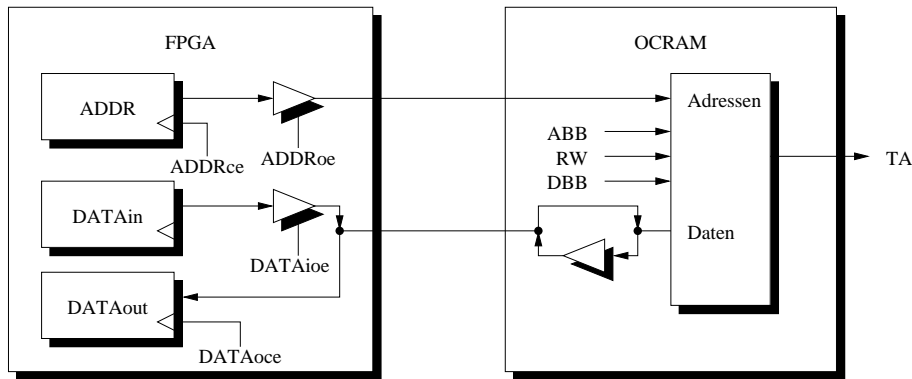 FPGA
ADDR
ADDRce
ADDRoe
DATAin
DATAioe
DATAout
DATAoce
OCRAM
Adressen
ABB
RW
DBB
Daten
TA